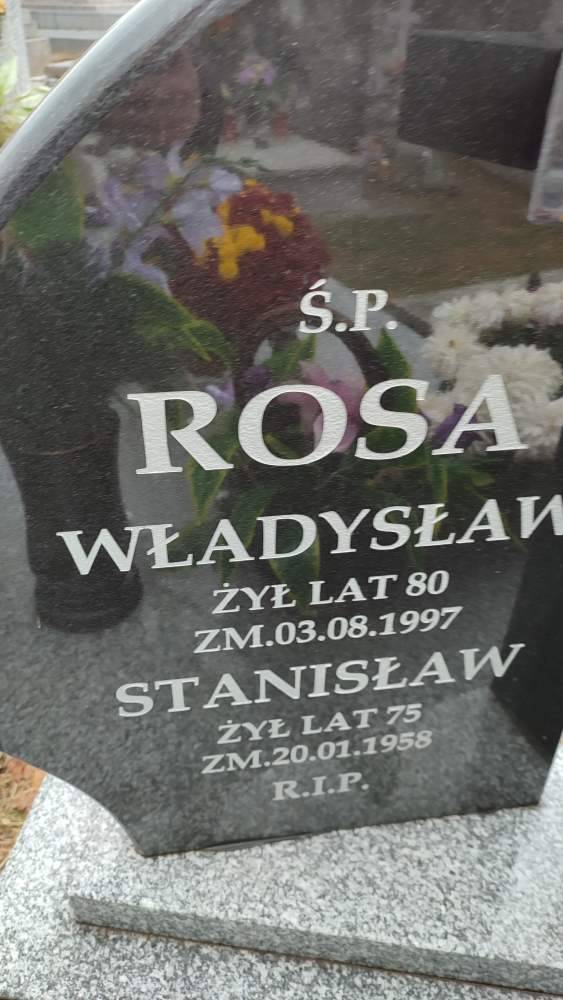 Ś.P.
ROSA
WŁADYSŁAW
ŻYŁ LAT 80
ZM.03.08.1997
STANISŁAW
ŻYŁ LAT 75
ZM.20.01.1958
R.I.P.